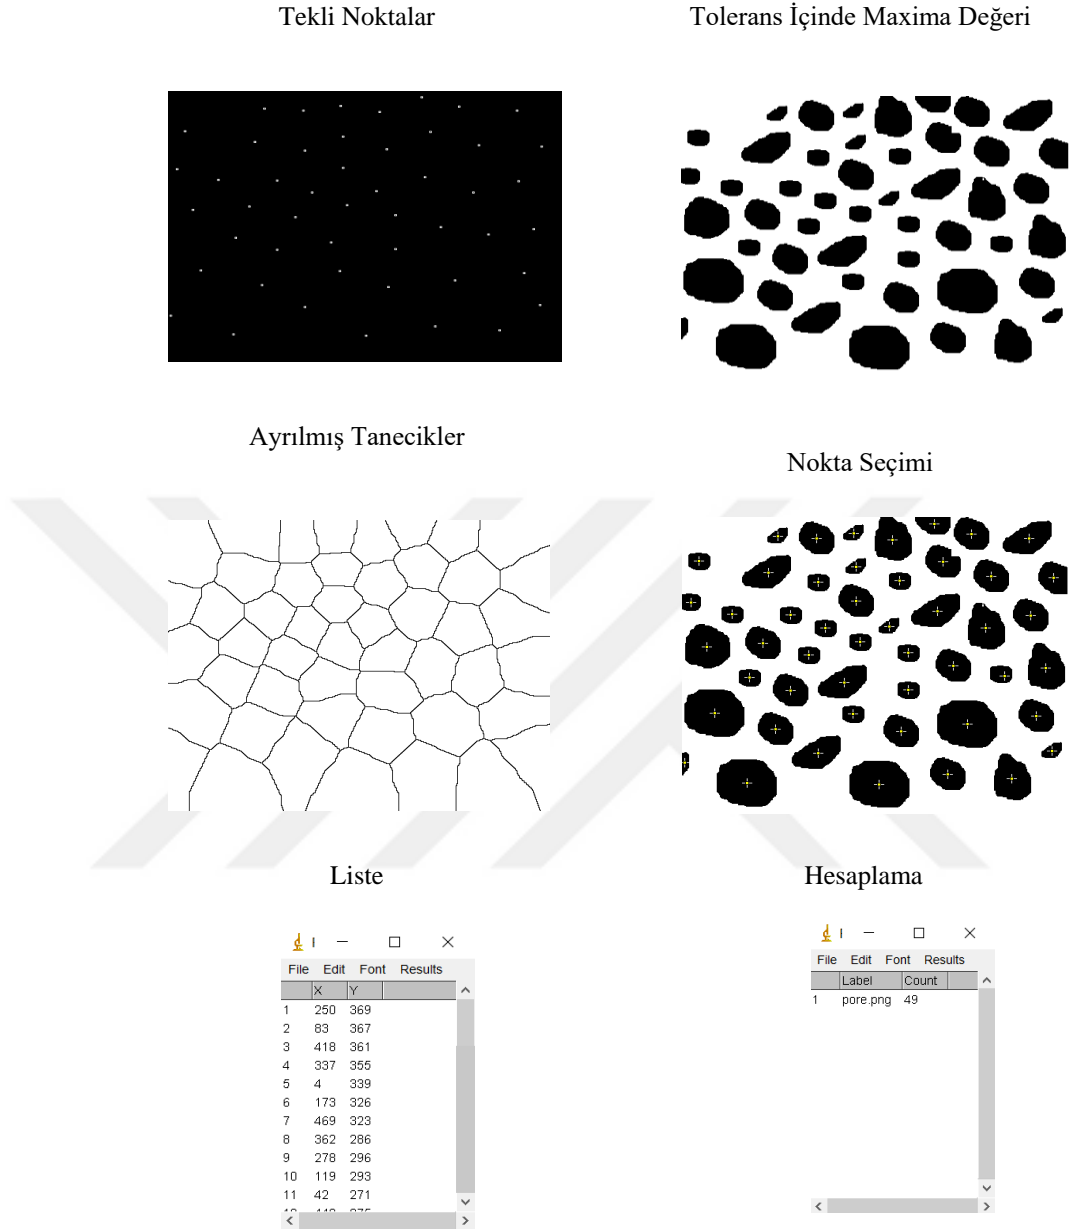 Tekli Noktalar
Tolerans İçinde Maxima Değeri
Ayrılmış Tanecikler
Nokta Seçimi
Liste
Hesaplama
File Edit Font Results
X Y
1 250 369
2 83 367
3 418 361
4 337 355
5 4 339
6 173 326
7 469 323
8 362 286
9 278 296
10 119 293
11 42 271
File Edit Font Results
Label Count
1 pore.png 49